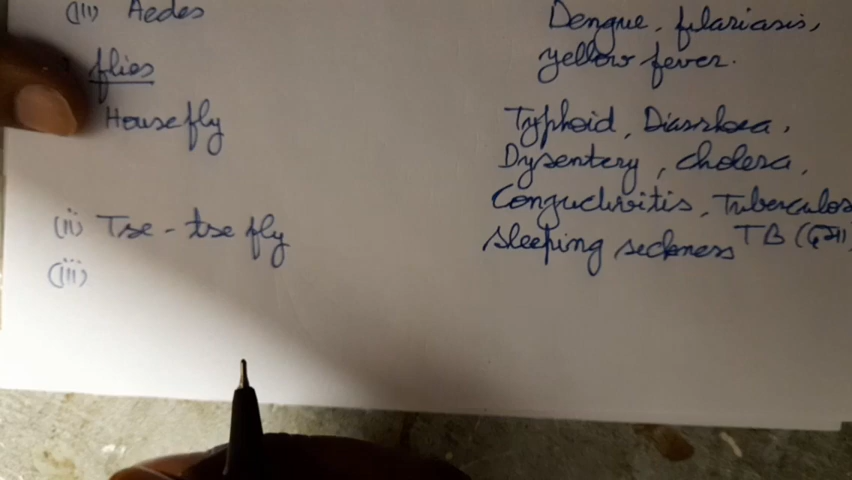 (iii) Aedes Dengue, filariasis,
yellow fever.
flies
Housefly Typhoid, Diarrhoea,
Dysentery, cholera,
Conjuctivitis, Tuberculos
(ii) Tse-tse fly sleeping sickness TB (
(iii)